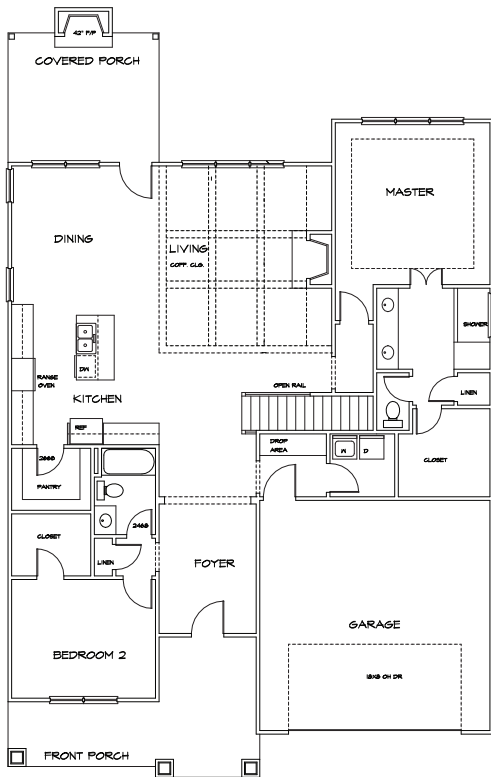 42" F/P
COVERED PORCH
MASTER
DINING
LIVING
COFF. CLG.
SHOWER
RANGE
OVEN
DW
OPEN RAIL
LINEN
KITCHEN
REF
DROP
AREA
W
D
2668
CLOSET
PANTRY
2468
CLOSET
LINEN
FOYER
GARAGE
BEDROOM 2
16X8 OH DR
FRONT PORCH